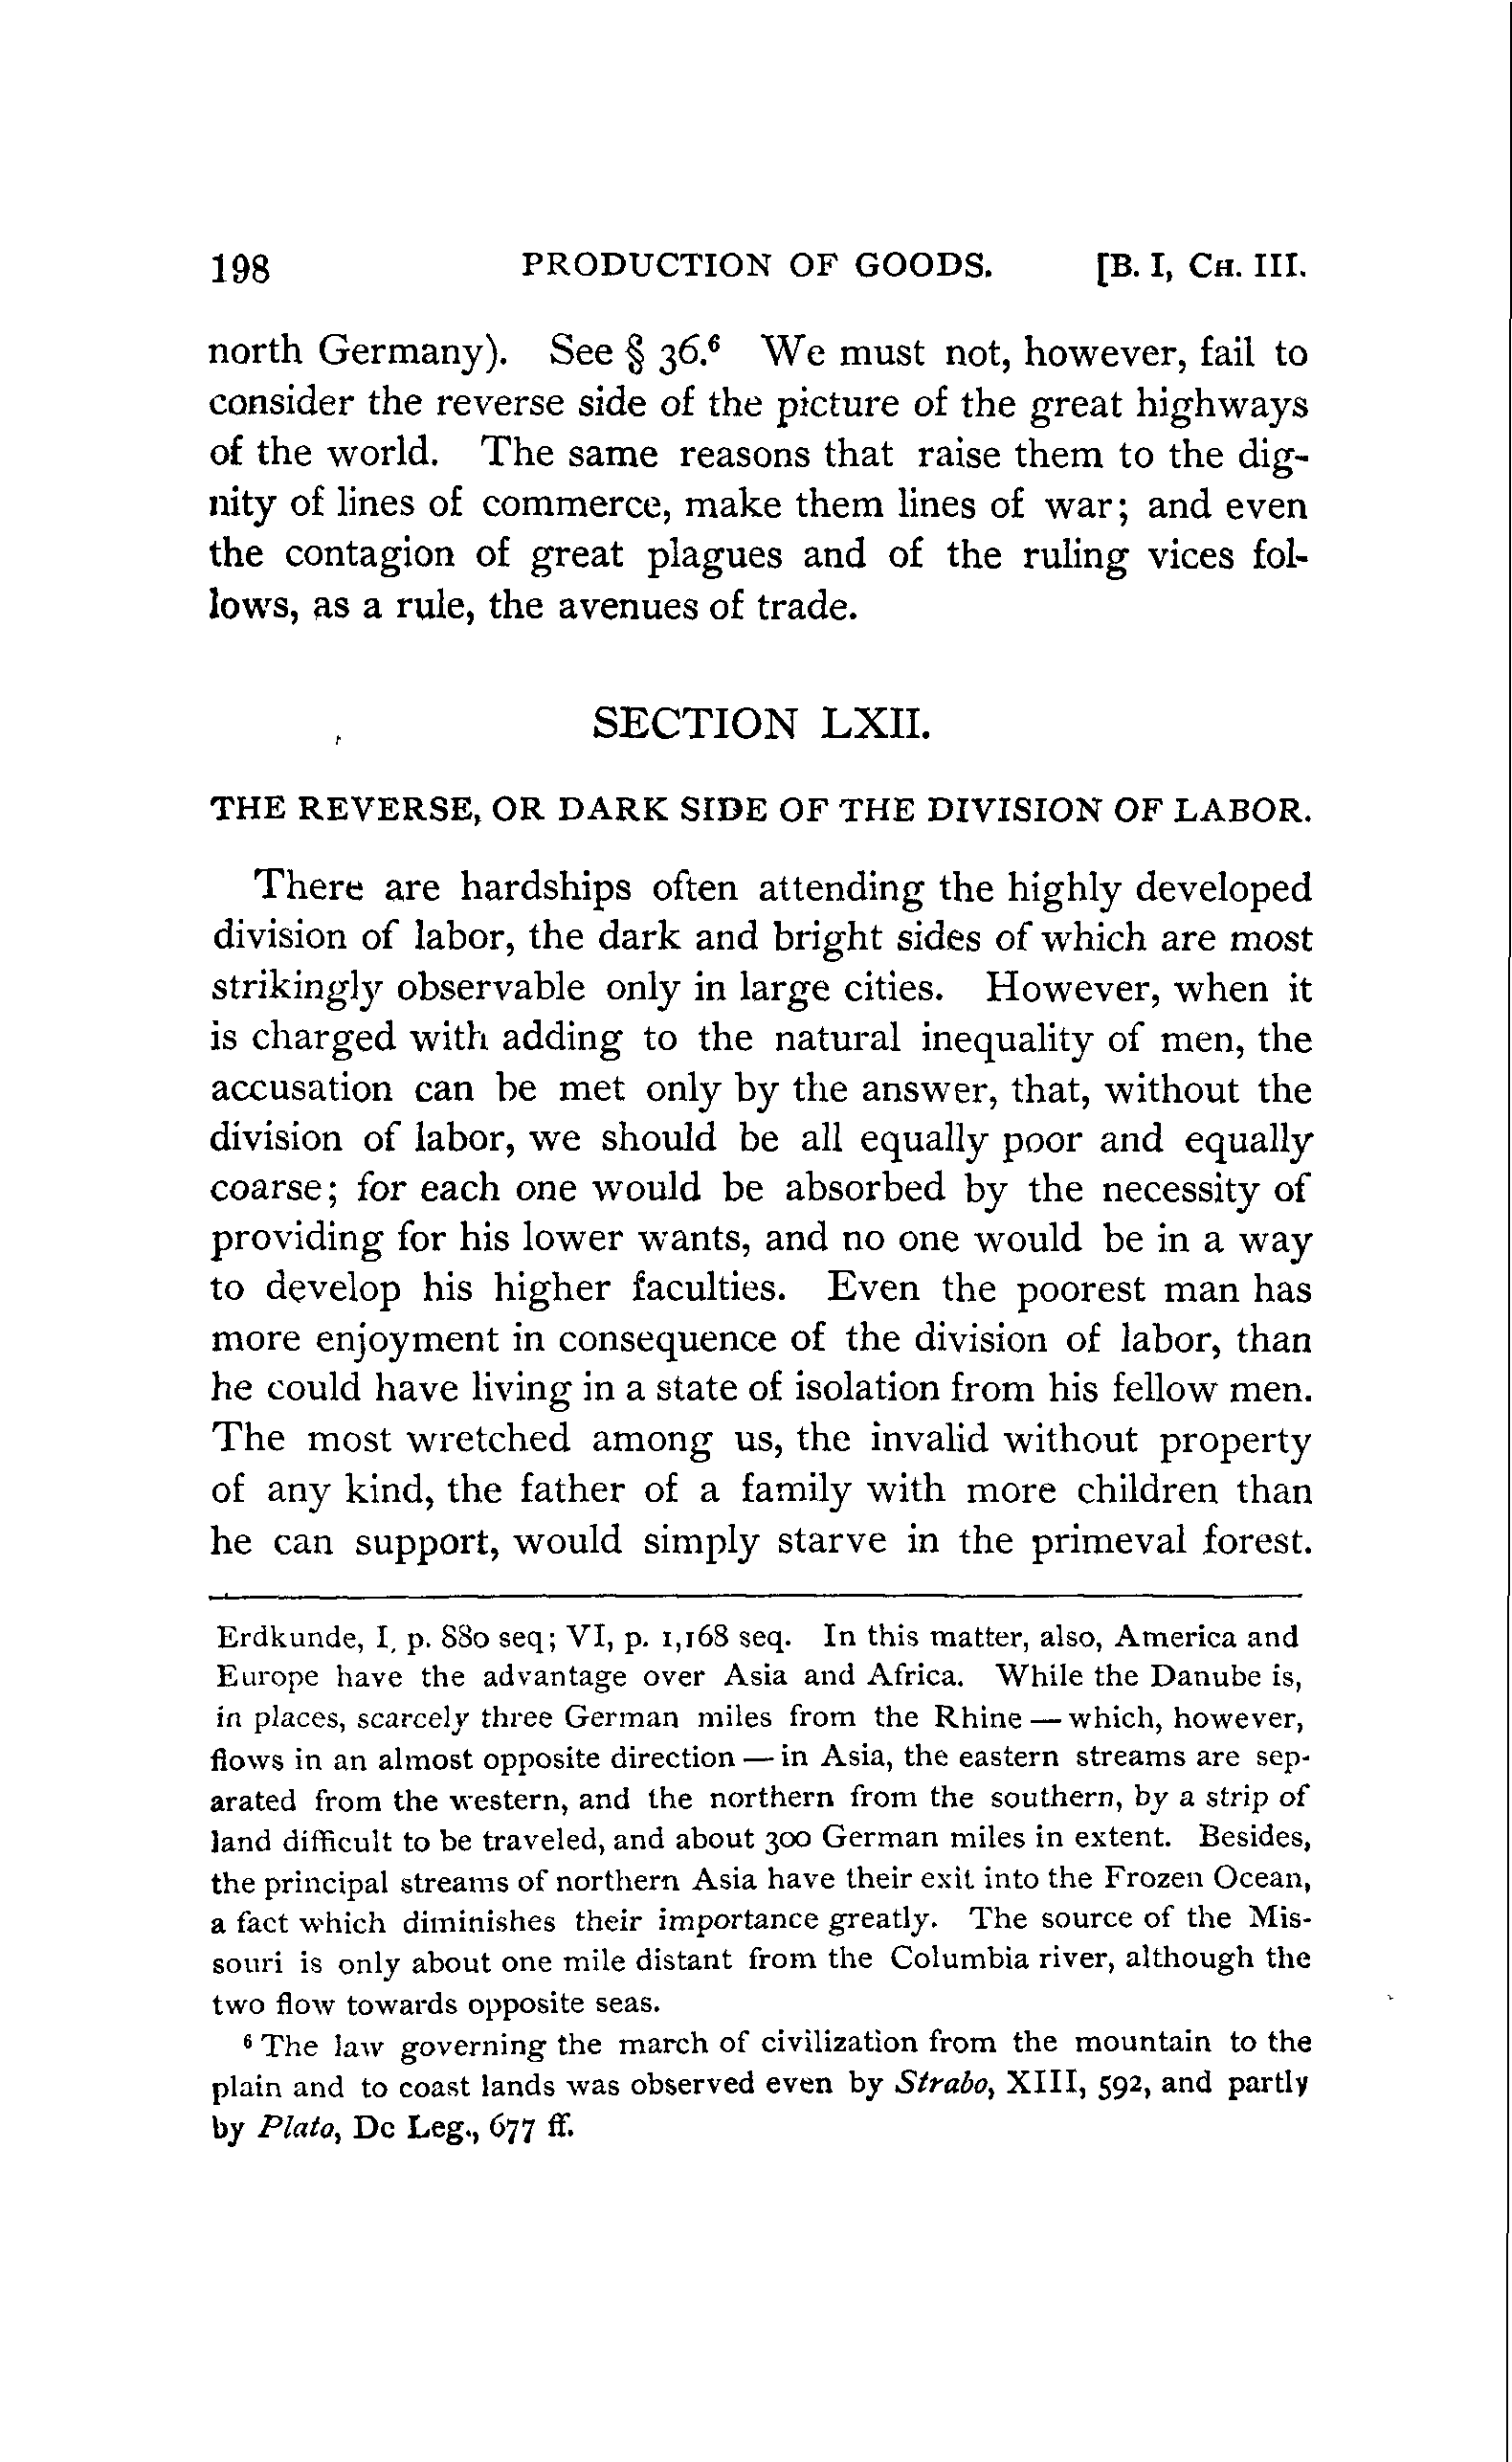 198 PRODUCTION OF GOODS. [B. I, CH. III.
north Germany). See § 36.⁶ We must not, however, fail to
consider the reverse side of the picture of the great highways
of the world. The same reasons that raise them to the dig-
nity of lines of commerce, make them lines of war; and even
the contagion of great plagues and of the ruling vices fol-
lows, as a rule, the avenues of trade.
SECTION LXII.
THE REVERSE, OR DARK SIDE OF THE DIVISION OF LABOR.
There are hardships often attending the highly developed
division of labor, the dark and bright sides of which are most
strikingly observable only in large cities. However, when it
is charged with adding to the natural inequality of men, the
accusation can be met only by the answer, that, without the
division of labor, we should be all equally poor and equally
coarse; for each one would be absorbed by the necessity of
providing for his lower wants, and no one would be in a way
to develop his higher faculties. Even the poorest man has
more enjoyment in consequence of the division of labor, than
he could have living in a state of isolation from his fellow men.
The most wretched among us, the invalid without property
of any kind, the father of a family with more children than
he can support, would simply starve in the primeval forest.
Erdkunde, I, p. 880 seq; VI, p. 1,168 seq. In this matter, also, America and
Europe have the advantage over Asia and Africa. While the Danube is,
in places, scarcely three German miles from the Rhine — which, however,
flows in an almost opposite direction — in Asia, the eastern streams are sep-
arated from the western, and the northern from the southern, by a strip of
land difficult to be traveled, and about 300 German miles in extent. Besides,
the principal streams of northern Asia have their exit into the Frozen Ocean,
a fact which diminishes their importance greatly. The source of the Mis-
souri is only about one mile distant from the Columbia river, although the
two flow towards opposite seas.
⁶ The law governing the march of civilization from the mountain to the
plain and to coast lands was observed even by Strabo, XIII, 592, and partly
by Plato, De Leg., 677 ff.